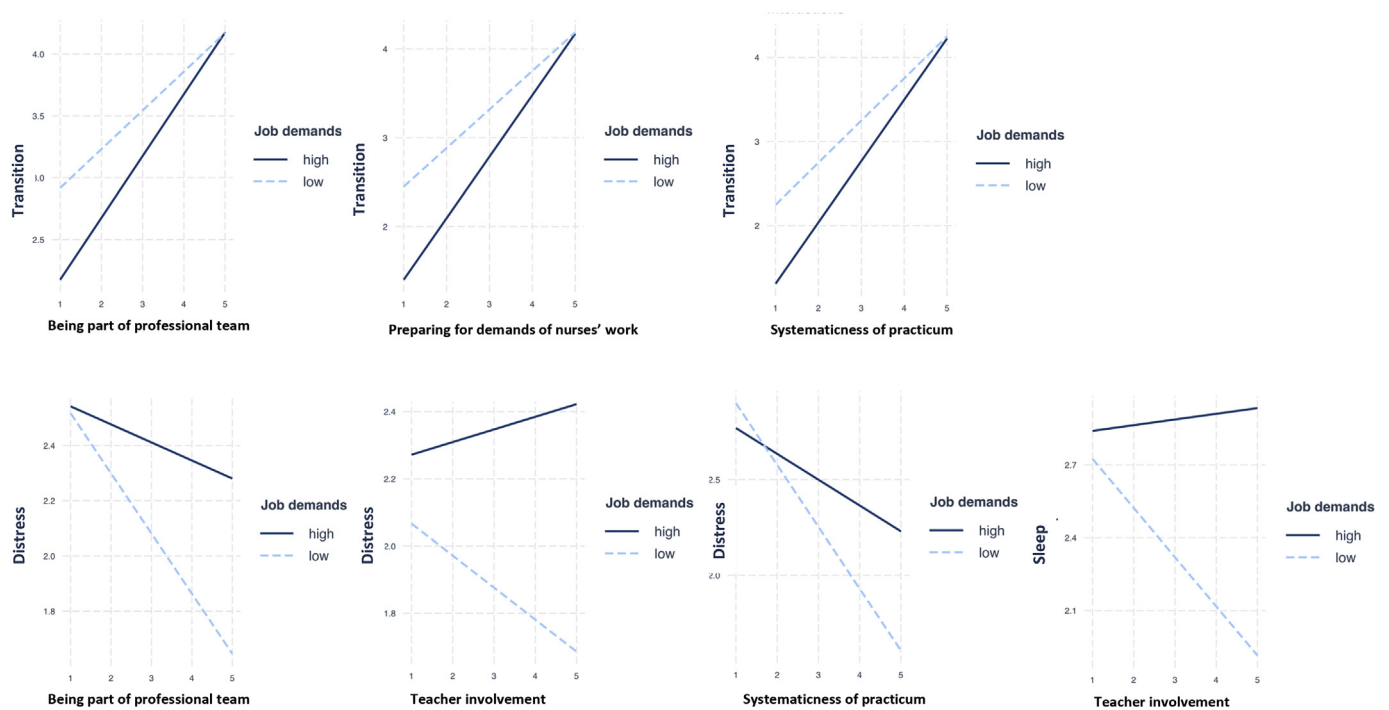 4.0
3.5
3.0
2.5
Transition
1
2
3
4
5
Being part of professional team
Job demands
high
low
4
3
2
Transition
1
2
3
4
5
Preparing for demands of nurses' work
Job demands
high
low
4
3
2
Transition
1
2
3
4
5
Systematicness of practicum
Job demands
high
low
2.4
2.2
2.0
1.8
Distress
1
2
3
4
5
Being part of professional team
Job demands
high
low
2.4
2.2
2.0
1.8
Distress
1
2
3
4
5
Teacher involvement
Job demands
high
low
2.5
2.0
Distress
1
2
3
4
5
Systematicness of practicum
Job demands
high
low
2.7
2.4
2.1
Sleep
1
2
3
4
5
Teacher involvement
Job demands
high
low